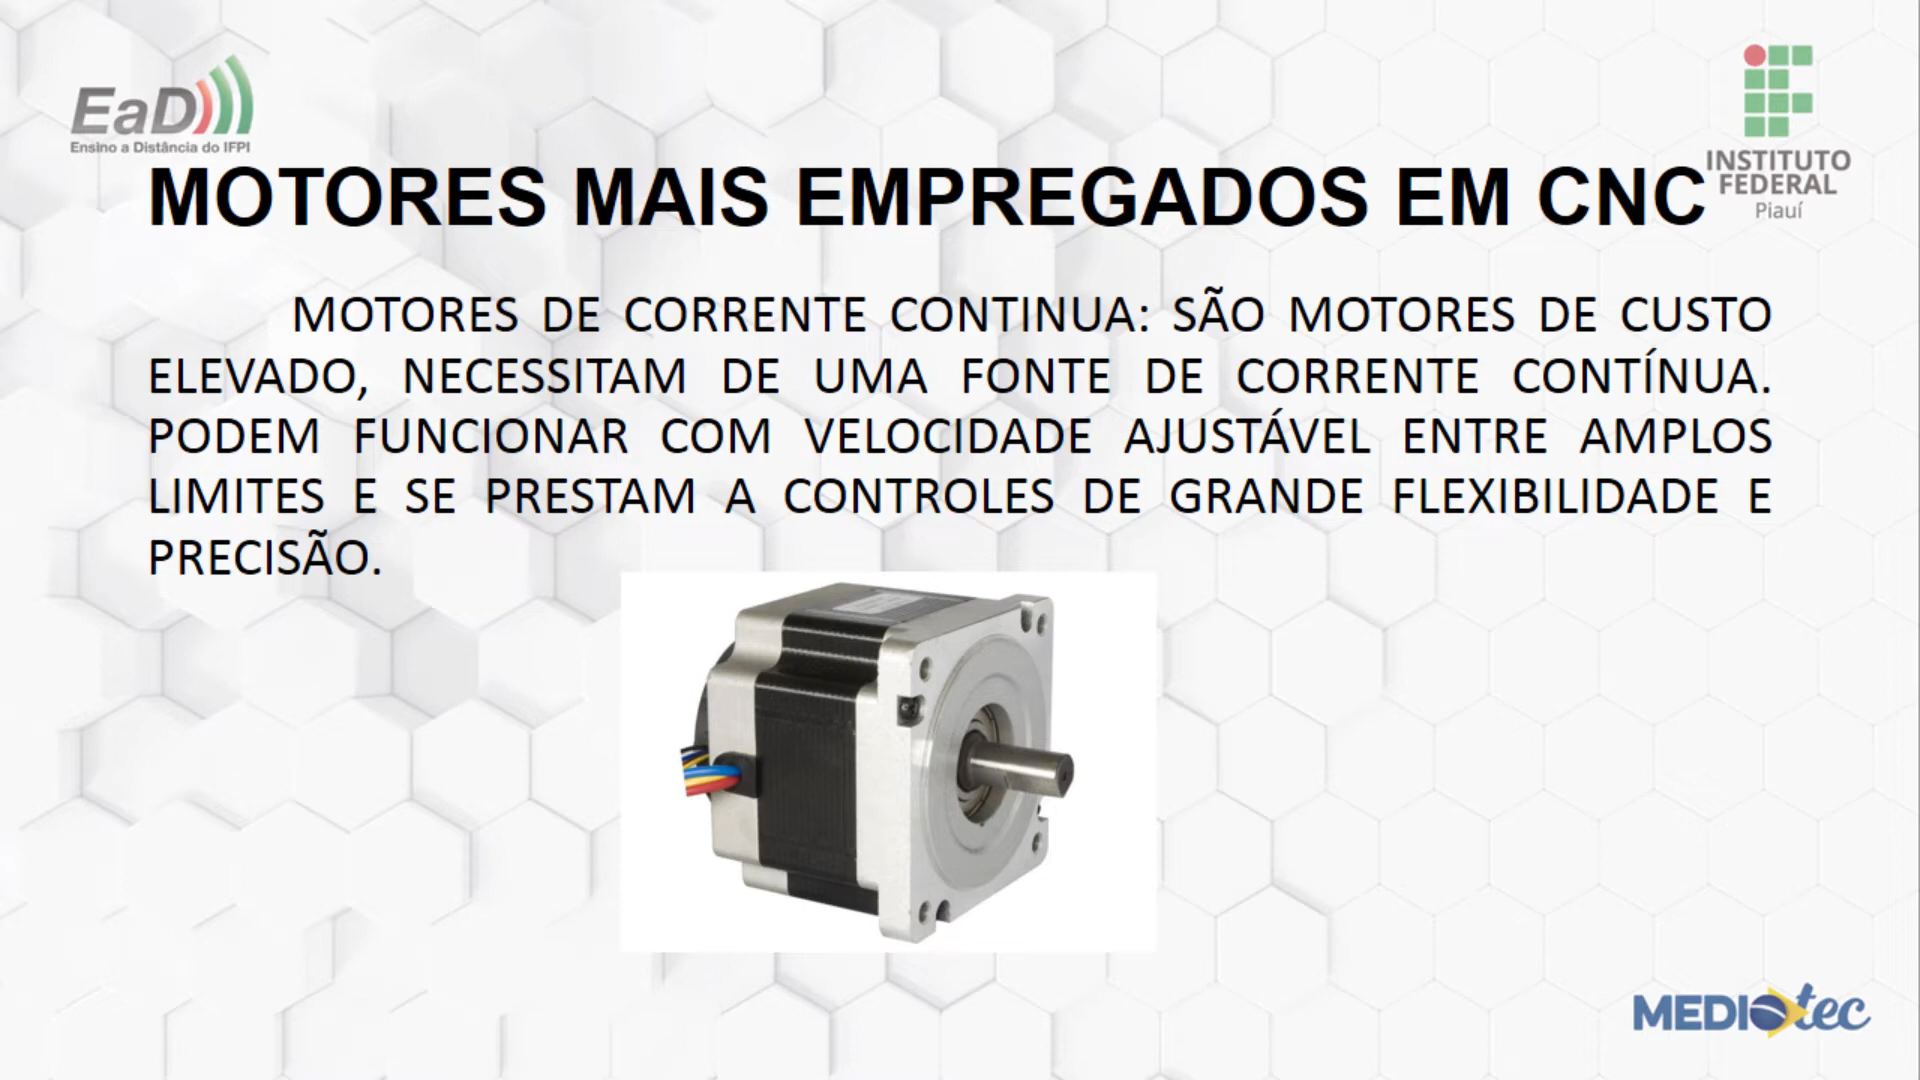 EaD
Ensino a Distância do IFPI
INSTITUTO
FEDERAL
Piauí
MOTORES MAIS EMPREGADOS EM CNC
MOTORES DE CORRENTE CONTINUA: SÃO MOTORES DE CUSTO
ELEVADO, NECESSITAM DE UMA FONTE DE CORRENTE CONTÍNUA.
PODEM FUNCIONAR COM VELOCIDADE AJUSTÁVEL ENTRE AMPLOS
LIMITES E SE PRESTAM A CONTROLES DE GRANDE FLEXIBILIDADE E
PRECISÃO.
MEDIOtec